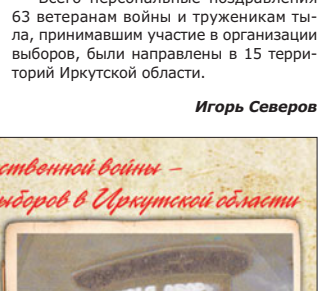 Всего персональные поздравления
63 ветеранам войны и труженикам ты-
ла, принимавшим участие в организации
выборов, были направлены в 15 терри-
торий Иркутской области.
Игорь Северов
ственной войны –
выборов в Иркутской области